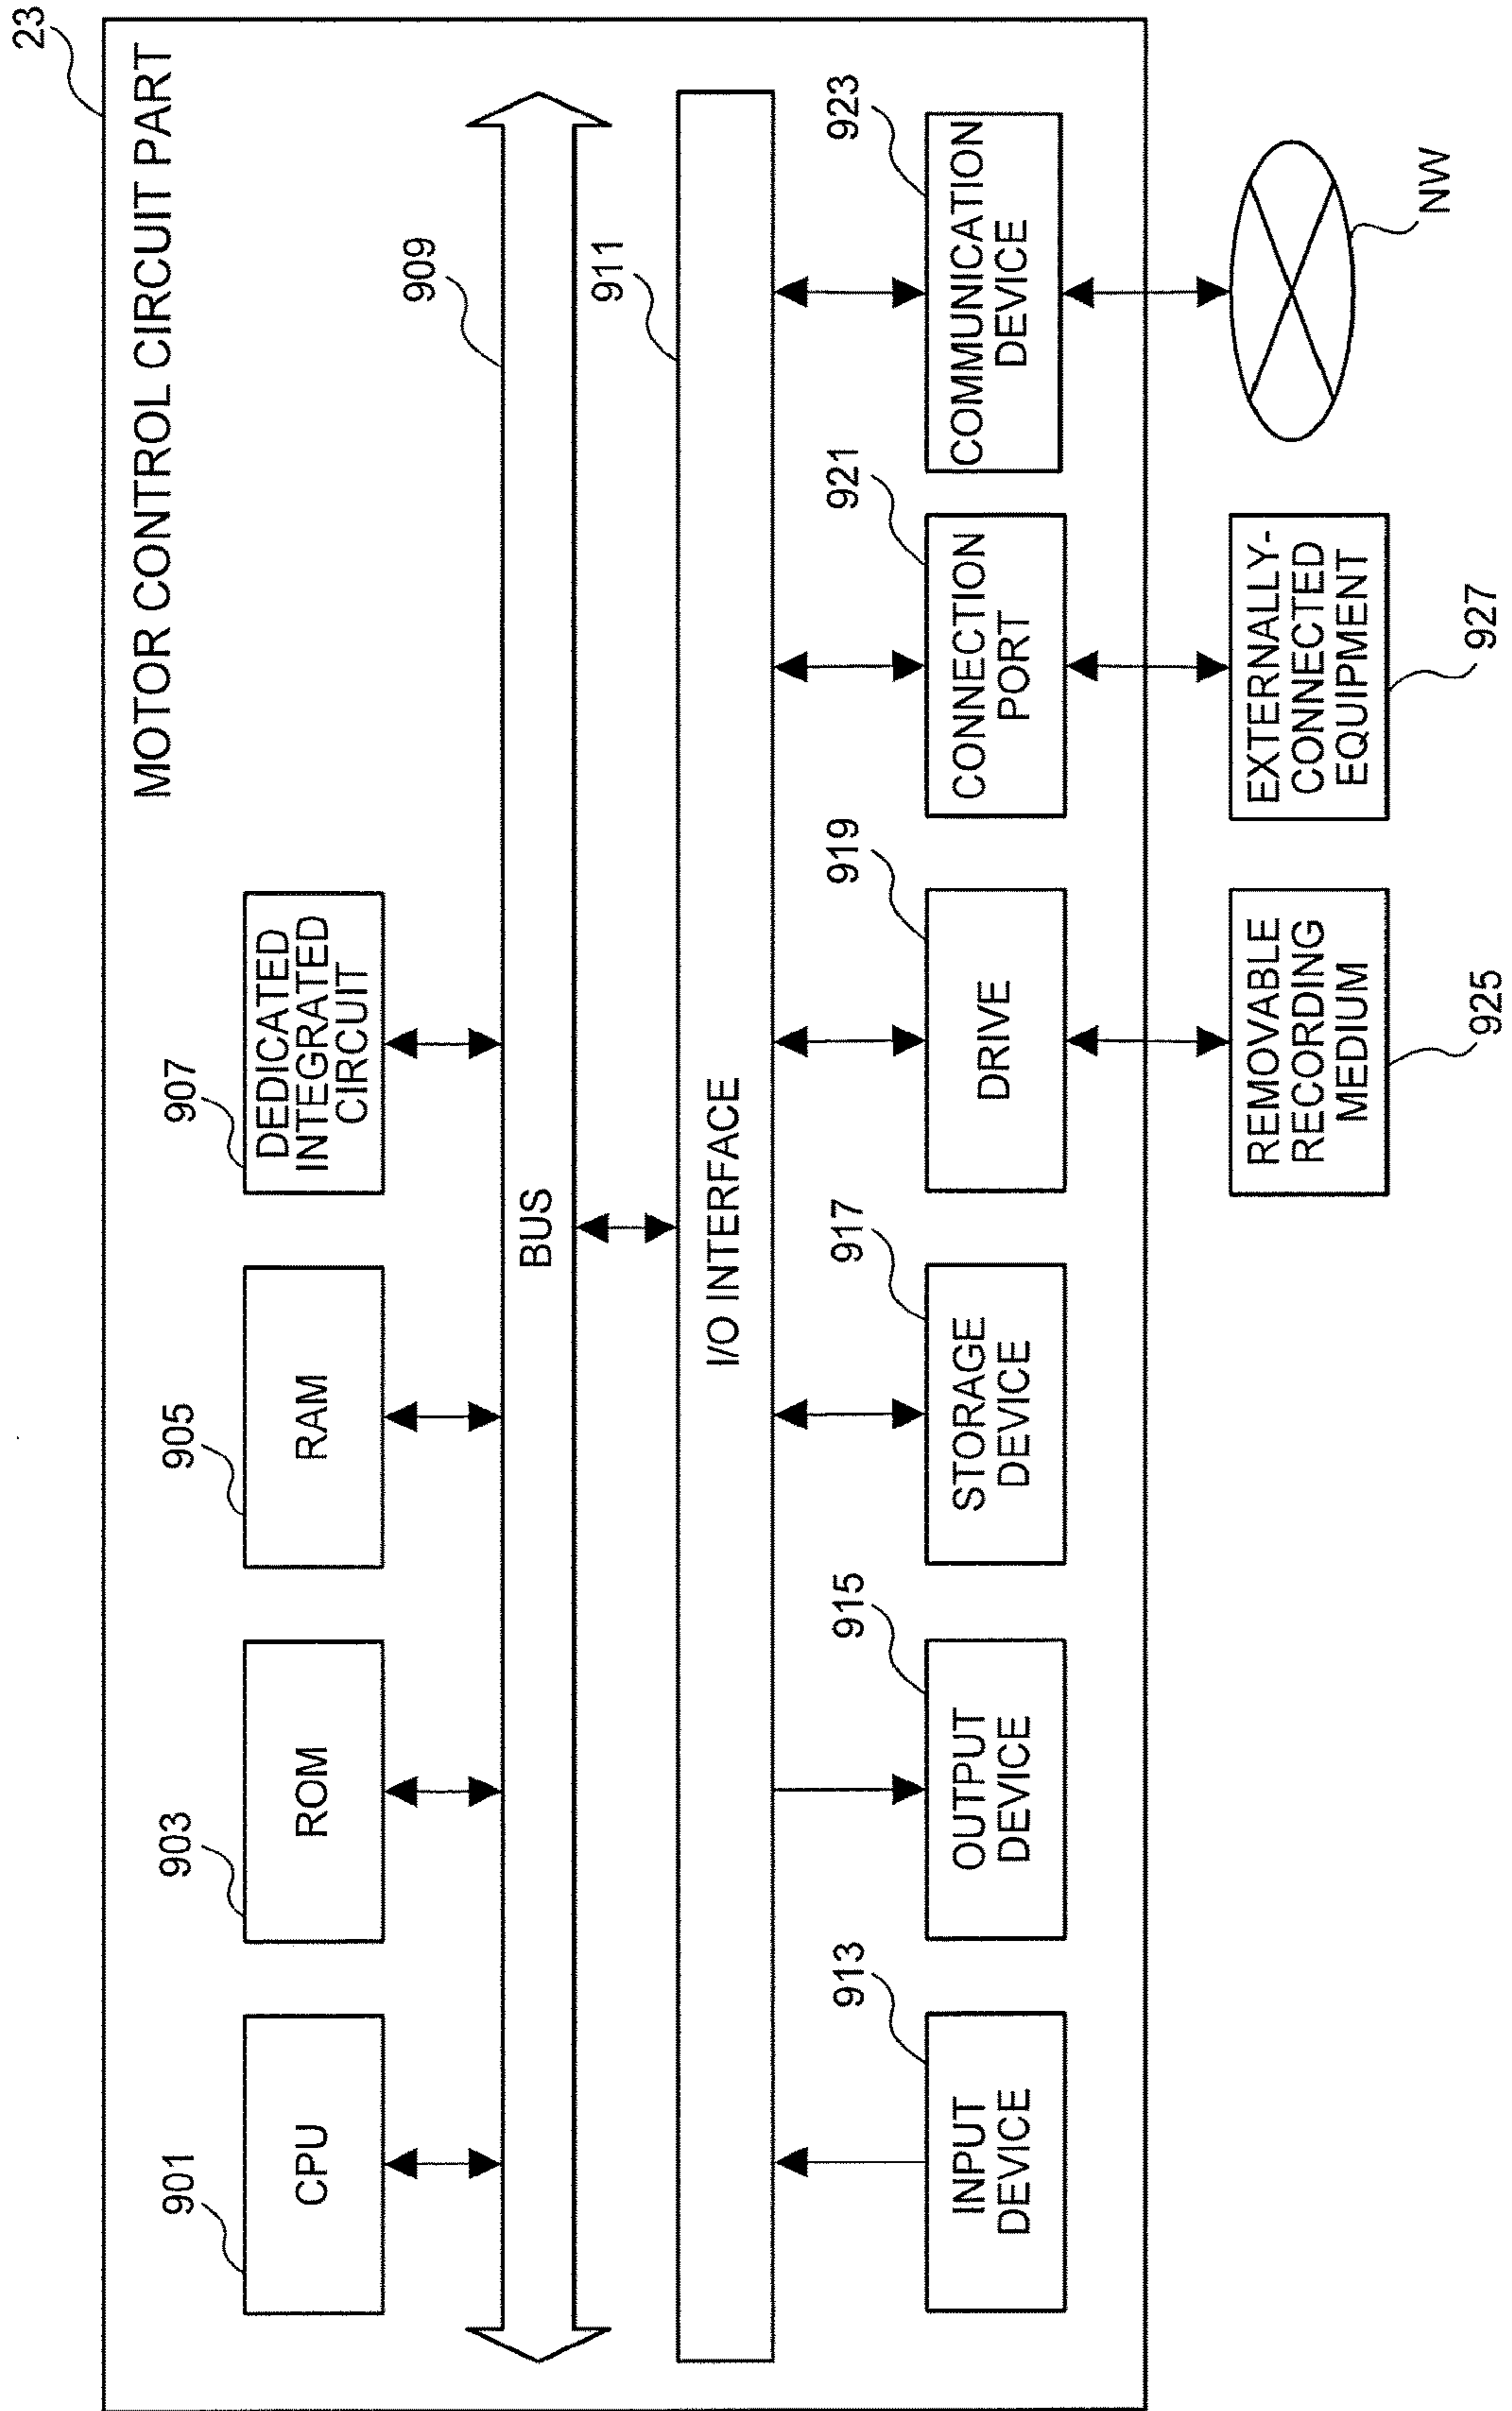 23
MOTOR CONTROL CIRCUIT PART
901
CPU
903
ROM
905
RAM
907
DEDICATED
INTEGRATED
CIRCUIT
909
BUS
911
I/O INTERFACE
913
INPUT
DEVICE
915
OUTPUT
DEVICE
917
STORAGE
DEVICE
919
DRIVE
921
CONNECTION
PORT
923
COMMUNICATION
DEVICE
REMOVABLE
RECORDING
MEDIUM
925
EXTERNALLY-
CONNECTED
EQUIPMENT
927
NW